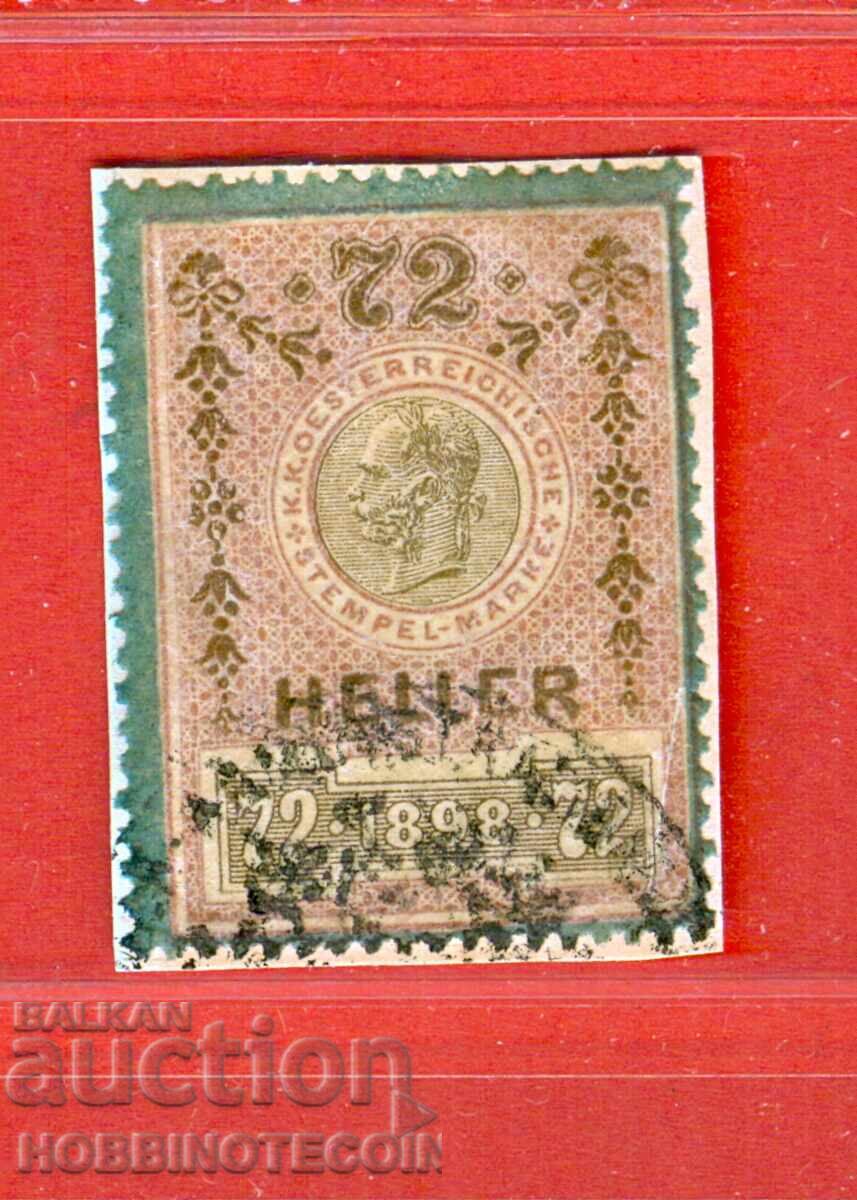 72
K.K.OESTERREICHISCHE
STEMPEL-MARKE
HELLER
72 · 1898 · 72
BALKAN
auction
HOBBINOTECOIN